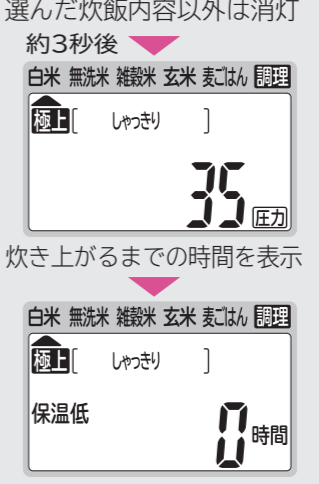 選んだ炊飯内容以外は消灯
約3秒後
白米 無洗米 雑穀米 玄米 麦ごはん 調理
極上[ しゃっきり ]
35 圧力
炊き上がるまでの時間を表示
白米 無洗米 雑穀米 玄米 麦ごはん 調理
極上[ しゃっきり ]
保温低 0 時間